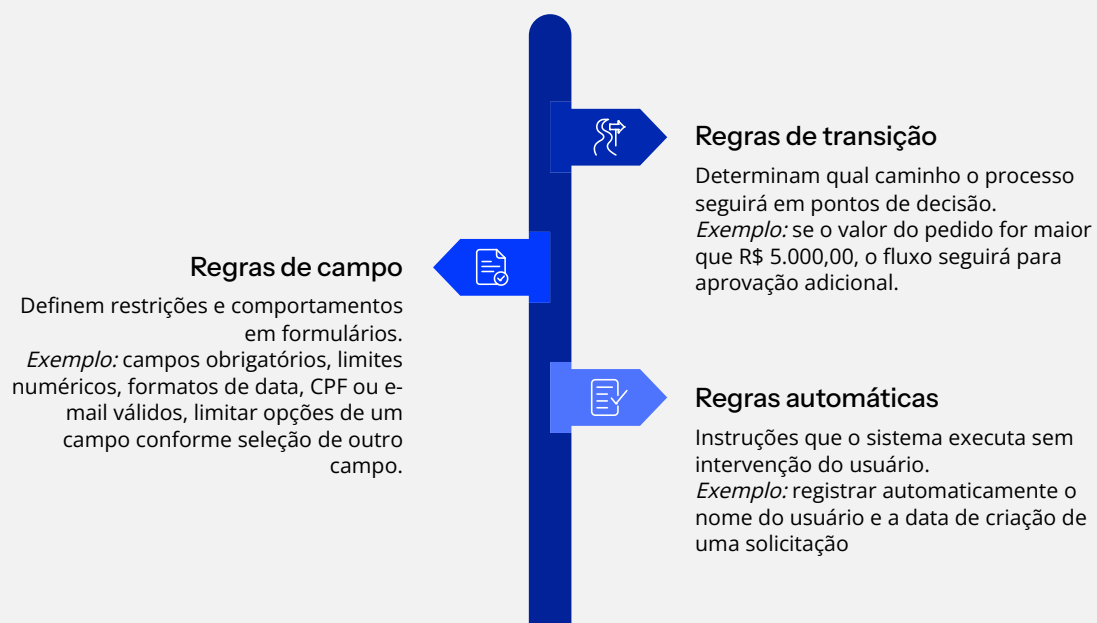 Regras de transição
Determinam qual caminho o processo
seguirá em pontos de decisão.
Exemplo: se o valor do pedido for maior
que R$ 5.000,00, o fluxo seguirá para
aprovação adicional.
Regras de campo
Definem restrições e comportamentos
em formulários.
Exemplo: campos obrigatórios, limites
numéricos, formatos de data, CPF ou e-
mail válidos, limitar opções de um
campo conforme seleção de outro
campo.
Regras automáticas
Instruções que o sistema executa sem
intervenção do usuário.
Exemplo: registrar automaticamente o
nome do usuário e a data de criação de
uma solicitação